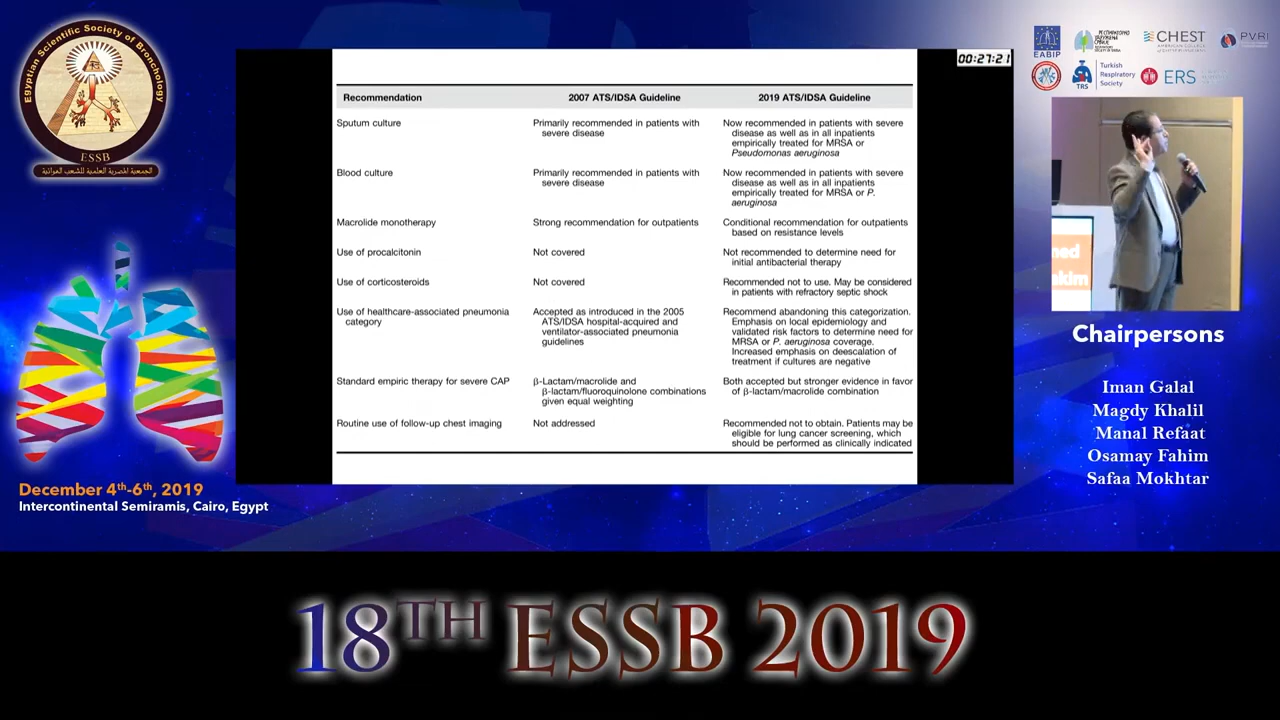 Egyptian Scientific Society of Bronchology
ESSB
الجمعية المصرية العلمية للشعب الهوائية
December 4th-6th, 2019
Intercontinental Semiramis, Cairo, Egypt
00:27:21
Recommendation 2007 ATS/IDSA Guideline 2019 ATS/IDSA Guideline
Sputum culture Primarily recommended in patients with Now recommended in patients with severe
severe disease disease as well as in all inpatients
empirically treated for MRSA or
Pseudomonas aeruginosa
Blood culture Primarily recommended in patients with Now recommended in patients with severe
severe disease disease as well as in all inpatients
empirically treated for MRSA or P.
aeruginosa
Macrolide monotherapy Strong recommendation for outpatients Conditional recommendation for outpatients
based on resistance levels
Use of procalcitonin Not covered Not recommended to determine need for
initial antibacterial therapy
Use of corticosteroids Not covered Recommended not to use. May be considered
in patients with refractory septic shock
Use of healthcare-associated pneumonia Accepted as introduced in the 2005 Recommend abandoning this categorization.
category ATS/IDSA hospital-acquired and Emphasis on local epidemiology and
ventilator-associated pneumonia validated risk factors to determine need for
guidelines MRSA or P. aeruginosa coverage.
Increased emphasis on deescalation of
treatment if cultures are negative
Standard empiric therapy for severe CAP β-Lactam/macrolide and Both accepted but stronger evidence in favor
β-lactam/fluoroquinolone combinations of β-lactam/macrolide combination
given equal weighting
Routine use of follow-up chest imaging Not addressed Recommended not to obtain. Patients may be
eligible for lung cancer screening, which
should be performed as clinically indicated
EABIP
CHEST
PVRI
TRS
Turkish
Respiratory
Society
ERS
Chairpersons
Iman Galal
Magdy Khalil
Manal Refaat
Osamay Fahim
Safaa Mokhtar
18TH ESSB 2019